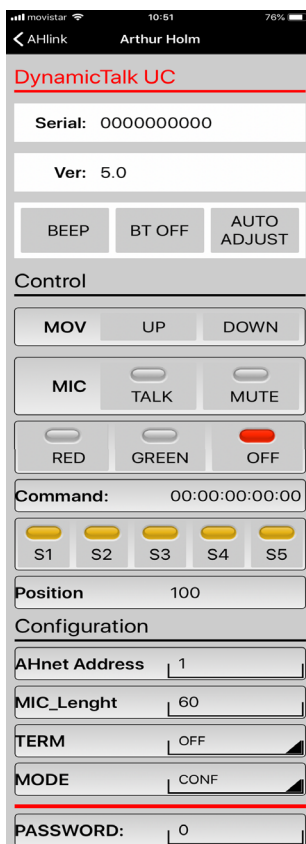 movistar 10:51 76%
AHlink Arthur Holm
DynamicTalk UC
Serial: 0000000000
Ver: 5.0
BEEP BT OFF AUTO ADJUST
Control
MOV UP DOWN
MIC TALK MUTE
RED GREEN OFF
Command: 00:00:00:00:00
S1 S2 S3 S4 S5
Position 100
Configuration
AHnet Address 1
MIC_Lenght 60
TERM OFF
MODE CONF
PASSWORD: 0